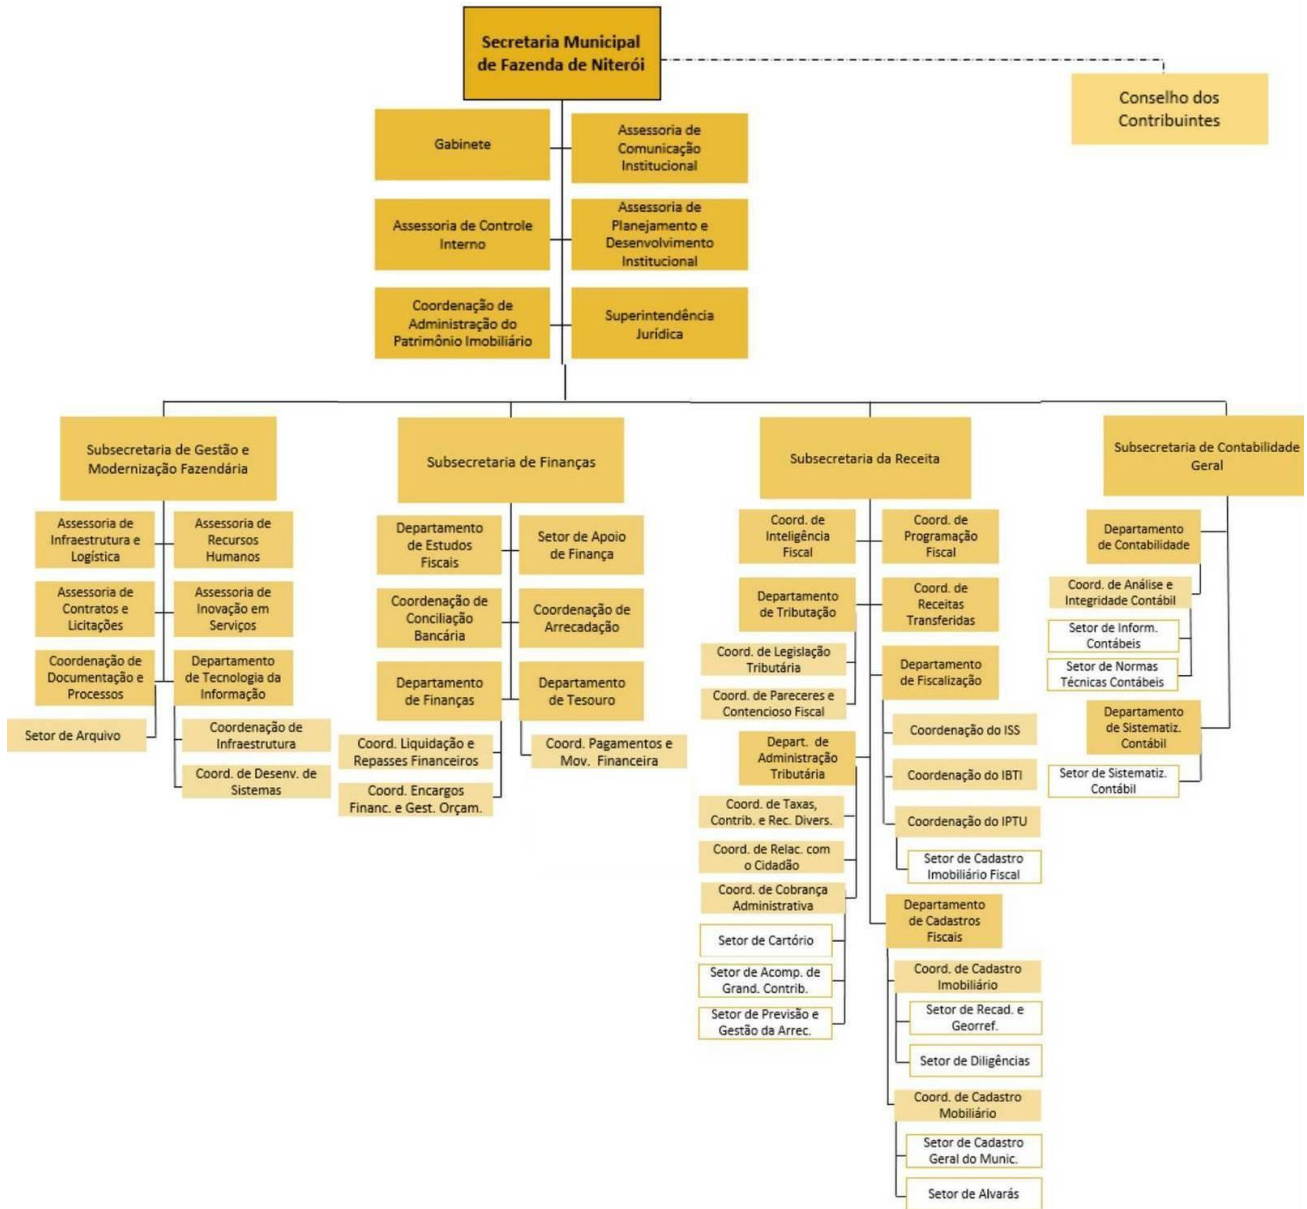 Secretaria Municipal
de Fazenda de Niterói
Conselho dos
Contribuintes
Gabinete
Assessoria de
Comunicação
Institucional
Assessoria de Controle
Interno
Assessoria de
Planejamento e
Desenvolvimento
Institucional
Coordenação de
Administração do
Patrimônio Imobiliário
Superintendência
Jurídica
Subsecretaria de Gestão e
Modernização Fazendária
Assessoria de
Infraestrutura e
Logística
Assessoria de
Recursos
Humanos
Assessoria de
Contratos e
Licitações
Assessoria de
Inovação em
Serviços
Coordenação de
Documentação e
Processos
Departamento
de Tecnologia da
Informação
Setor de Arquivo
Coordenação de
Infraestrutura
Coord. de Desenv. de
Sistemas
Subsecretaria de Finanças
Departamento
de Estudos
Fiscais
Setor de Apoio
de Finança
Coordenação de
Conciliação
Bancária
Coordenação de
Arrecadação
Departamento
de Finanças
Departamento
de Tesouro
Coord. Liquidação e
Repasses Financeiros
Coord. Encargos
Financ. e Gest. Orçam.
Coord. Pagamentos e
Mov. Financeira
Subsecretaria da Receita
Coord. de
Inteligência
Fiscal
Coord. de
Programação
Fiscal
Departamento
de Tributação
Coord. de
Receitas
Transferidas
Coord. de Legislação
Tributária
Coord. de Pareceres e
Contencioso Fiscal
Depart. de
Administração
Tributária
Coord. de Taxas,
Contrib. e Rec. Divers.
Coord. de Relac. com
o Cidadão
Coord. de Cobrança
Administrativa
Setor de Cartório
Setor de Acomp. de
Grand. Contrib.
Setor de Previsão e
Gestão da Arrec.
Departamento
de Fiscalização
Coordenação do ISS
Coordenação do IBTI
Coordenação do IPTU
Setor de Cadastro
Imobiliário Fiscal
Departamento
de Cadastros
Fiscais
Coord. de Cadastro
Imobiliário
Setor de Recad. e
Georref.
Setor de Diligências
Coord. de Cadastro
Mobiliário
Setor de Cadastro
Geral do Munic.
Setor de Alvarás
Subsecretaria de Contabilidade
Geral
Departamento
de Contabilidade
Coord. de Análise e
Integridade Contábil
Setor de Inform.
Contábeis
Setor de Normas
Técnicas Contábeis
Departamento
de Sistematiz.
Contábil
Setor de Sistematiz.
Contábil